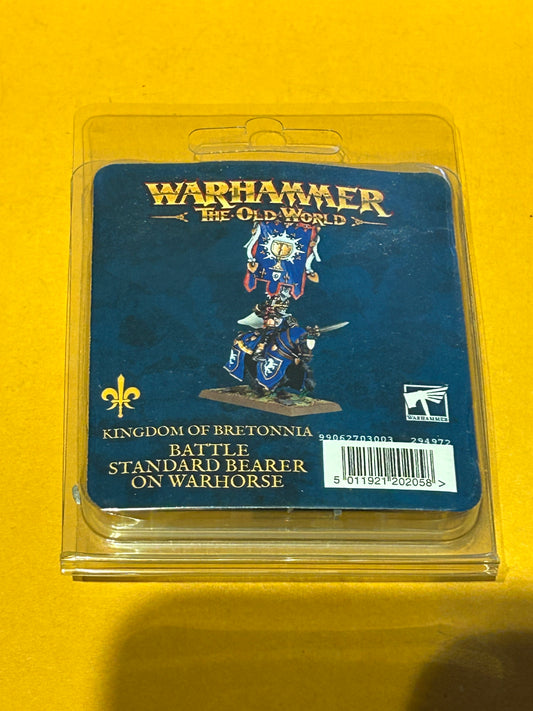 WARHAMMER
THE·OLD·WORLD
WARHAMMER
KINGDOM OF BRETONNIA
BATTLE
STANDARD BEARER
ON WARHORSE
99062703003 294972
5 011921 202058 >